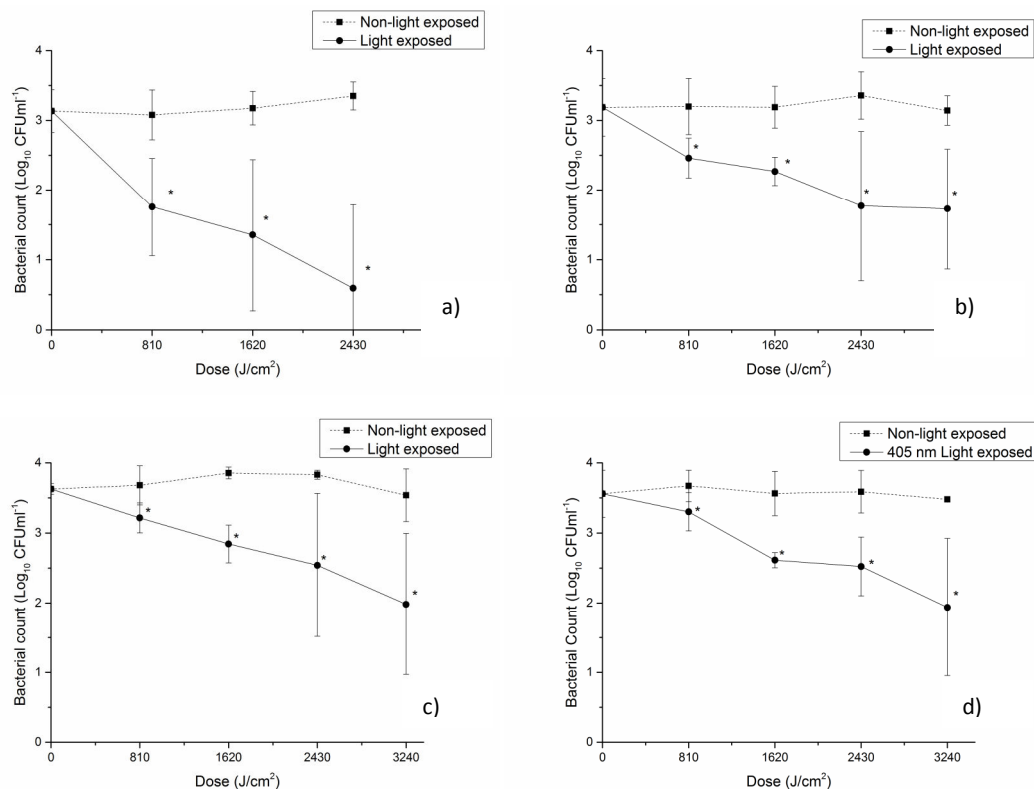 Non-light exposed
Light exposed
Bacterial count (Log₁₀ CFUml⁻¹)
4
3
2
1
0
*
*
*
a)
0 810 1620 2430
Dose (J/cm²)
Non-light exposed
Light exposed
Bacterial count (Log₁₀ CFUml⁻¹)
4
3
2
1
0
*
*
*
*
b)
0 810 1620 2430
Dose (J/cm²)
Non-light exposed
Light exposed
Bacterial count (Log₁₀ CFUml⁻¹)
4
3
2
1
0
*
*
*
*
c)
0 810 1620 2430 3240
Dose (J/cm²)
Non-light exposed
405 nm Light exposed
Bacterial Count (Log₁₀ CFUml⁻¹)
4
3
2
1
0
*
*
*
*
d)
0 810 1620 2430 3240
Dose (J/cm²)